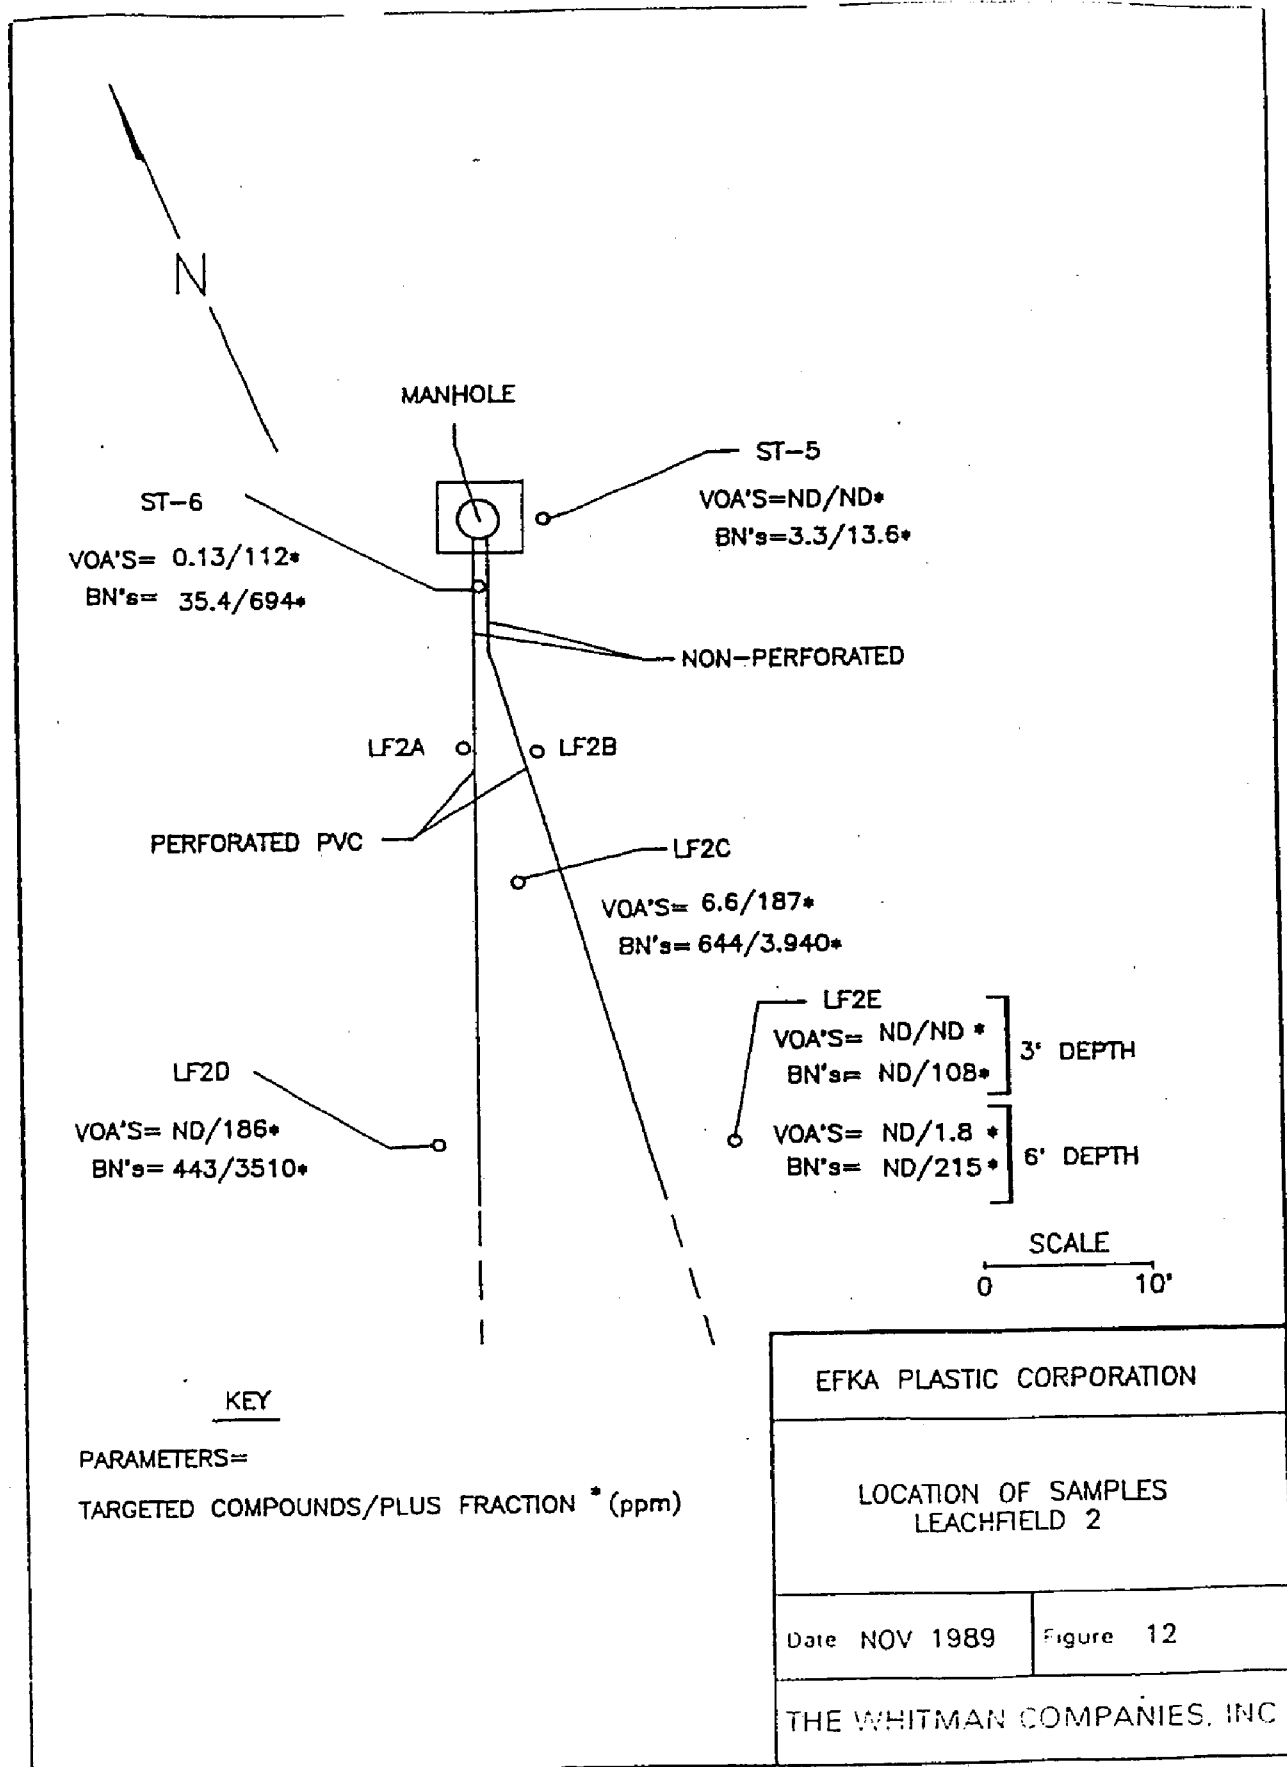 N
MANHOLE
ST-5
VOA'S=ND/ND*
BN's=3.3/13.6*
ST-6
VOA'S= 0.13/112*
BN's= 35.4/694*
NON-PERFORATED
LF2A
LF2B
PERFORATED PVC
LF2C
VOA'S= 6.6/187*
BN's= 644/3.940*
LF2E
VOA'S= ND/ND *
BN's= ND/108*
3' DEPTH
VOA'S= ND/1.8 *
BN's= ND/215*
6' DEPTH
LF2D
VOA'S= ND/186*
BN's= 443/3510*
SCALE
0 10'
KEY
PARAMETERS=
TARGETED COMPOUNDS/PLUS FRACTION * (ppm)
EFKA PLASTIC CORPORATION
LOCATION OF SAMPLES
LEACHFIELD 2
Date NOV 1989
Figure 12
THE WHITMAN COMPANIES, INC